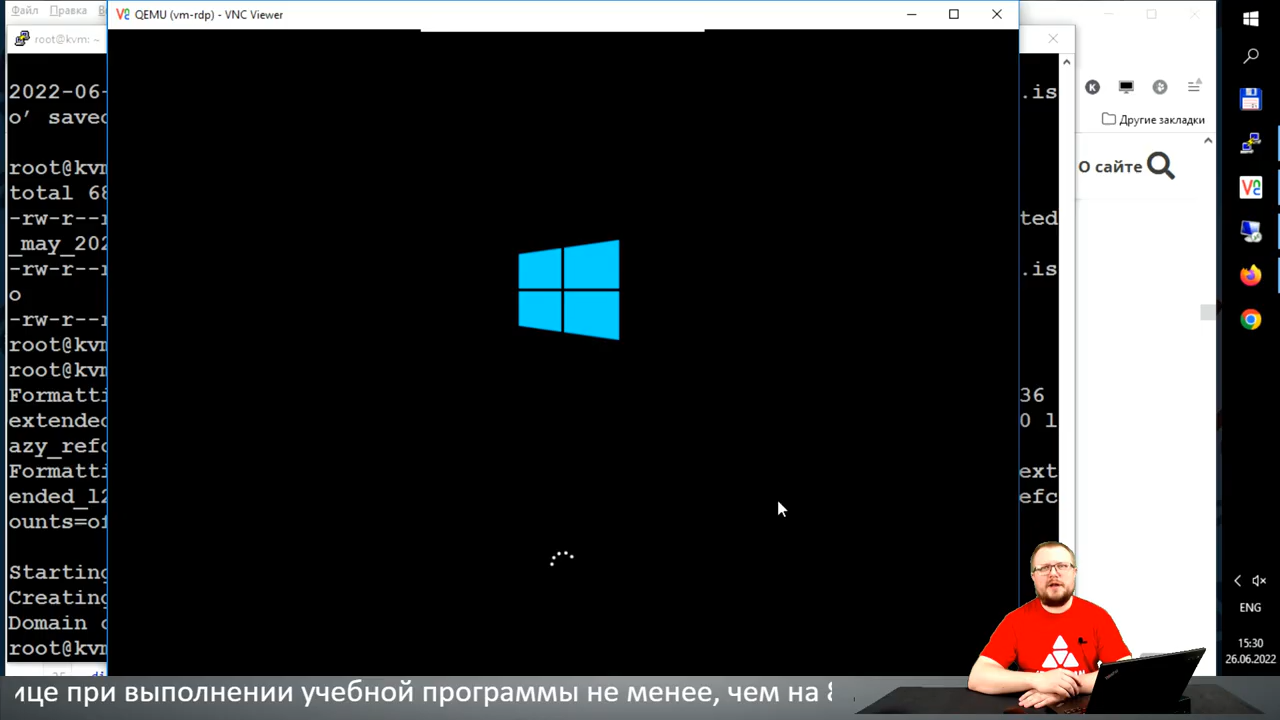 Файл Правка
QEMU (vm-rdp) - VNC Viewer
root@kvm: ~
2022-06-
.is
o’ saved
Другие закладки
root@kvm
О сайте
total 68
-rw-r--r
ted
_may_202
-rw-r--r
.is
o
-rw-r--r
root@kvm
root@kvm
Formatti
36
extended
0 l
azy_refc
Formatti
ext
ended_l2
efc
ounts=of
Starting
Creating
ENG
Domain
15:30
root@kvm
26.06.2022
ице при выполнении учебной программы не менее, чем на 8